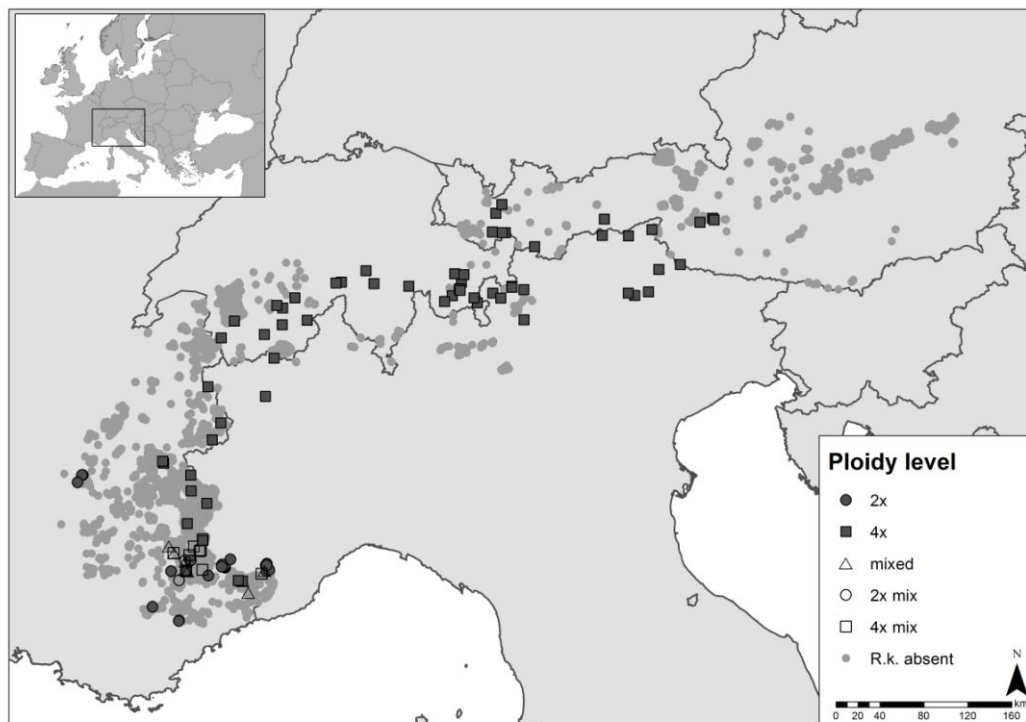 Ploidy level
2x
4x
mixed
2x mix
4x mix
R.k. absent
N
km
0 20 40 80 120 160